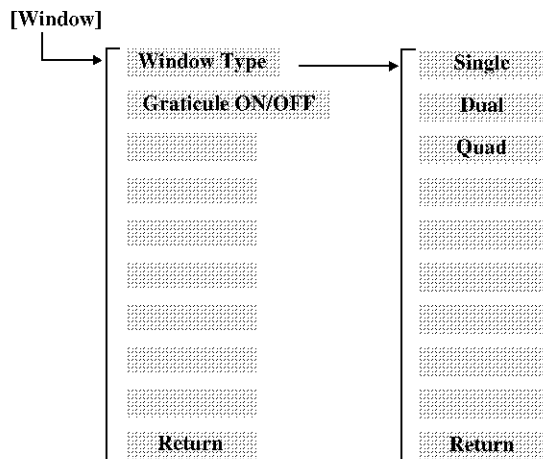 [Window]
Window Type
Graticule ON/OFF
Return
Single
Dual
Quad
Return